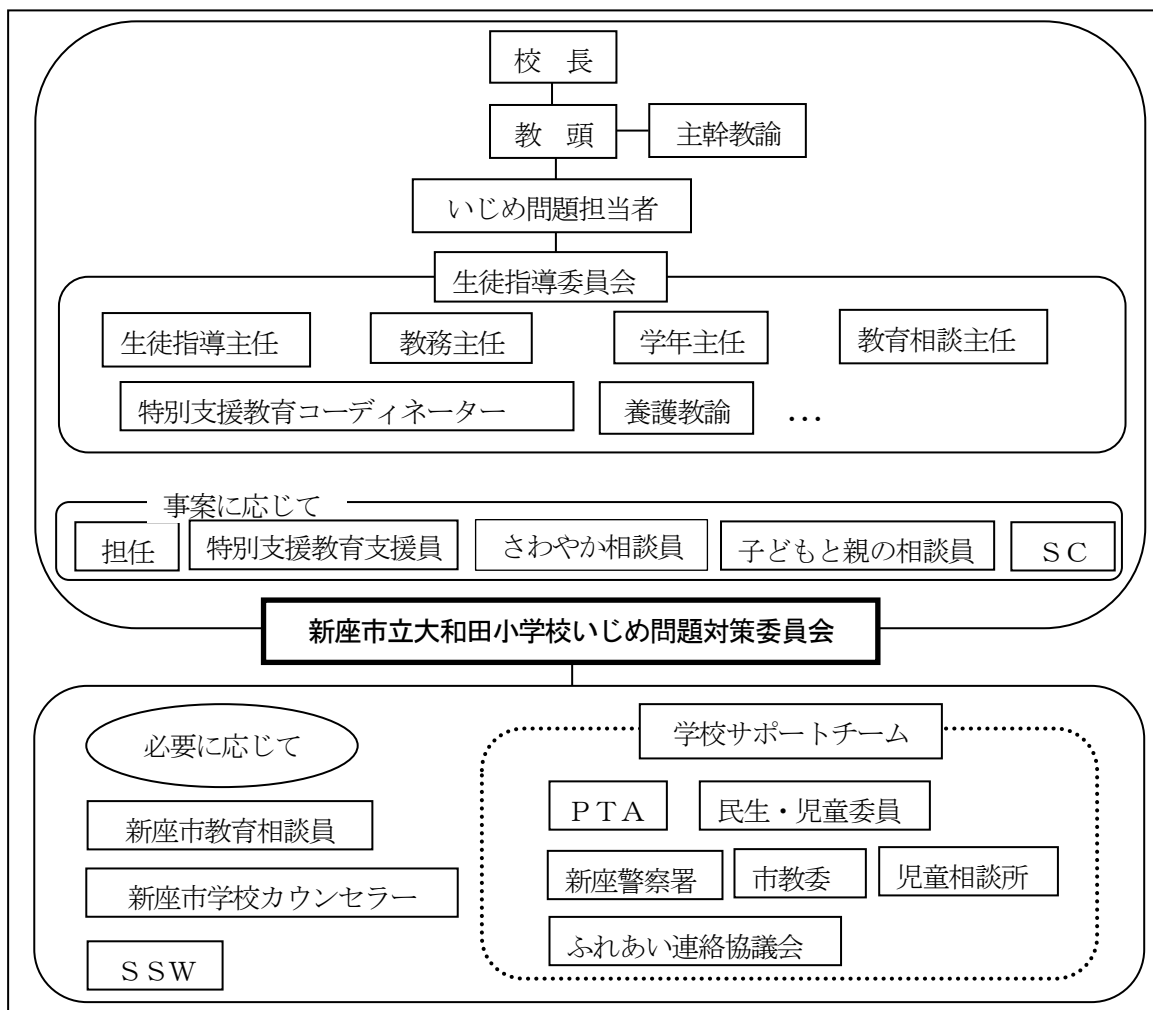 校　長
教　頭
主幹教諭
いじめ問題担当者
生徒指導委員会
生徒指導主任
教務主任
学年主任
教育相談主任
特別支援教育コーディネーター
養護教諭
…
事案に応じて
担任
特別支援教育支援員
さわやか相談員
子どもと親の相談員
ＳＣ
新座市立大和田小学校いじめ問題対策委員会
必要に応じて
新座市教育相談員
新座市学校カウンセラー
ＳＳＷ
学校サポートチーム
ＰＴＡ
民生・児童委員
新座警察署
市教委
児童相談所
ふれあい連絡協議会